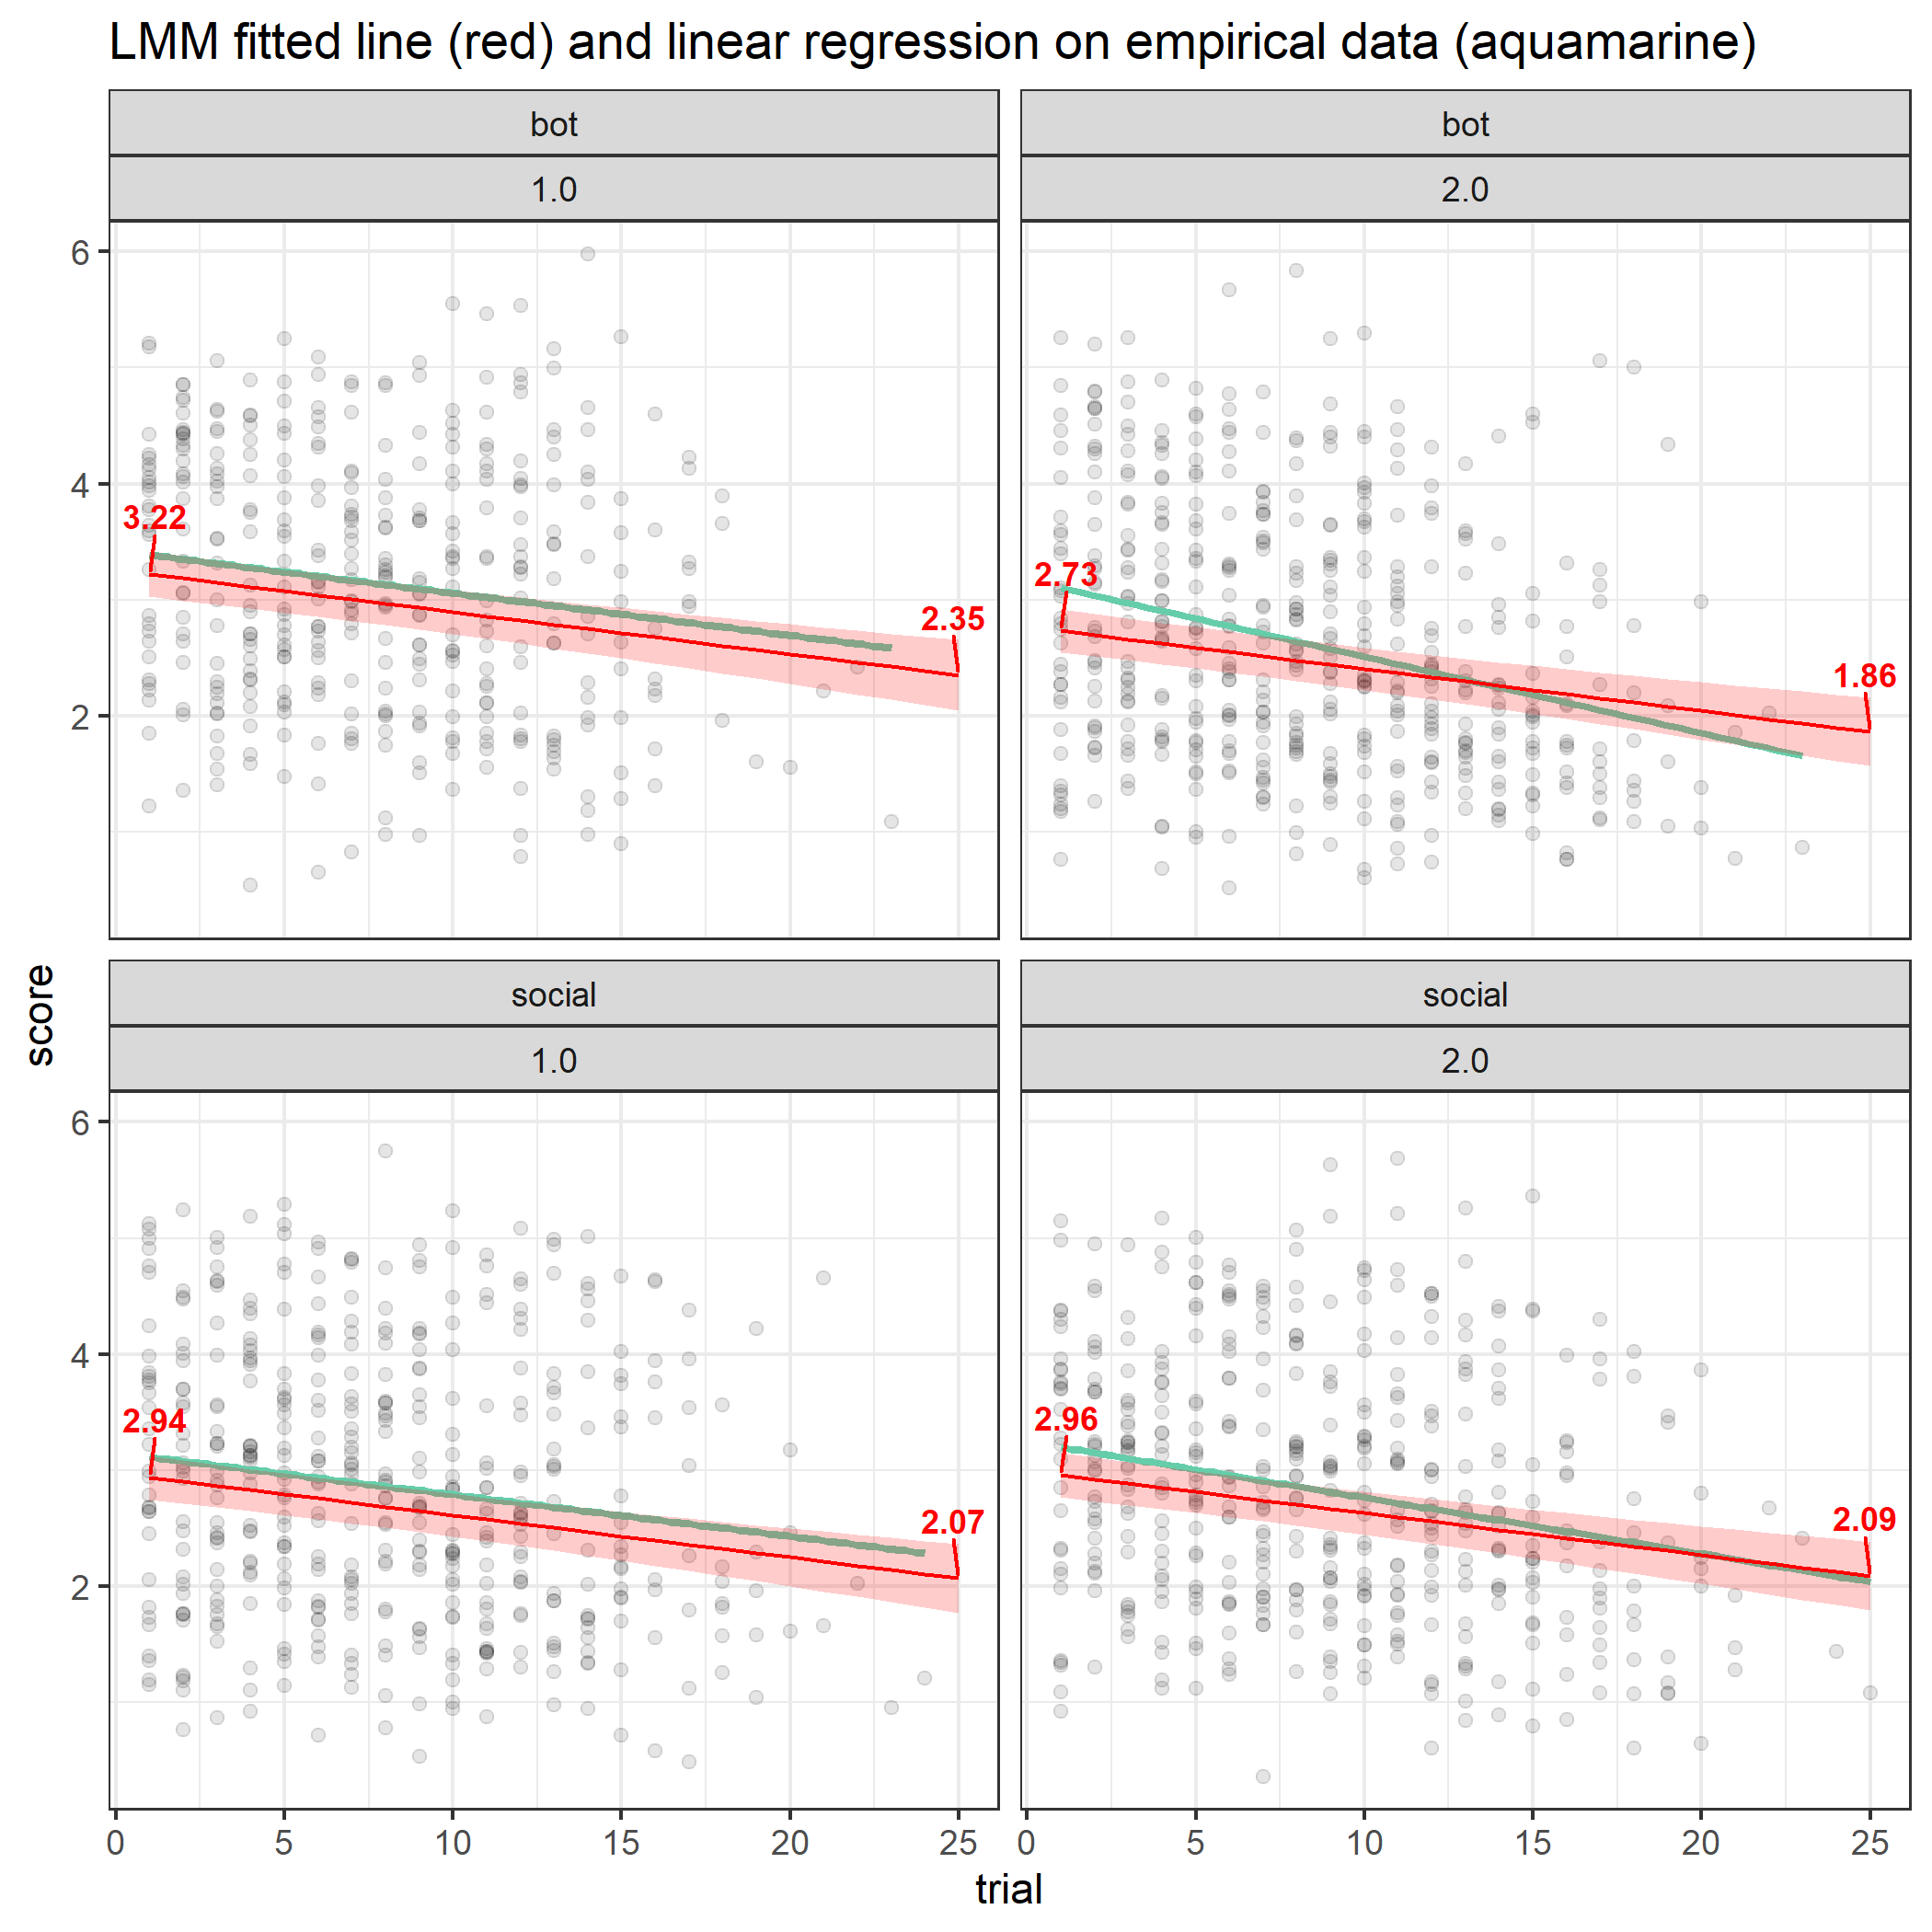 LMM fitted line (red) and linear regression on empirical data (aquamarine)
bot
1.0
bot
2.0
6
4
2
3.22
2.35
2.73
1.86
score
social
1.0
social
2.0
6
4
2
2.94
2.07
2.96
2.09
0 5 10 15 20 25
0 5 10 15 20 25
trial